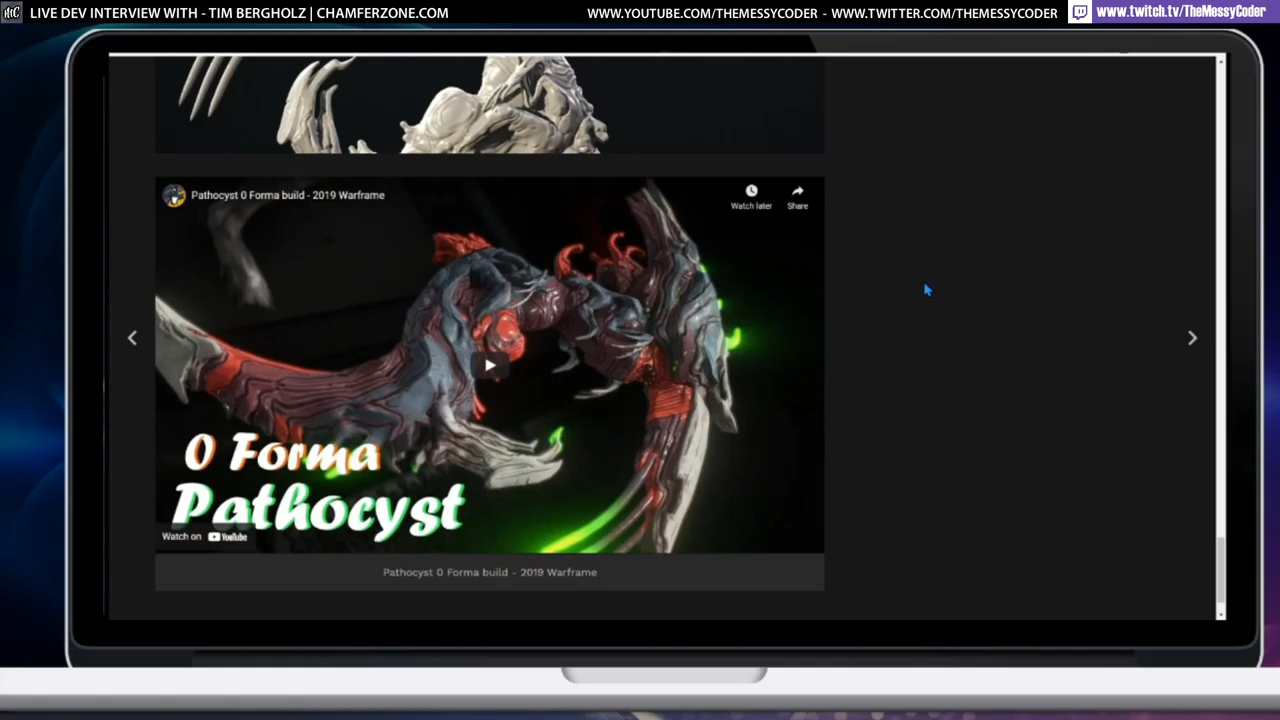 LIVE DEV INTERVIEW WITH - TIM BERGHOLZ | CHAMFERZONE.COM
WWW.YOUTUBE.COM/THEMESSYCODER - WWW.TWITTER.COM/THEMESSYCODER
www.twitch.tv/TheMessyCoder
Pathocyst 0 Forma build - 2019 Warframe
Watch later
Share
0 Forma
Pathocyst
Watch on YouTube
Pathocyst 0 Forma build - 2019 Warframe